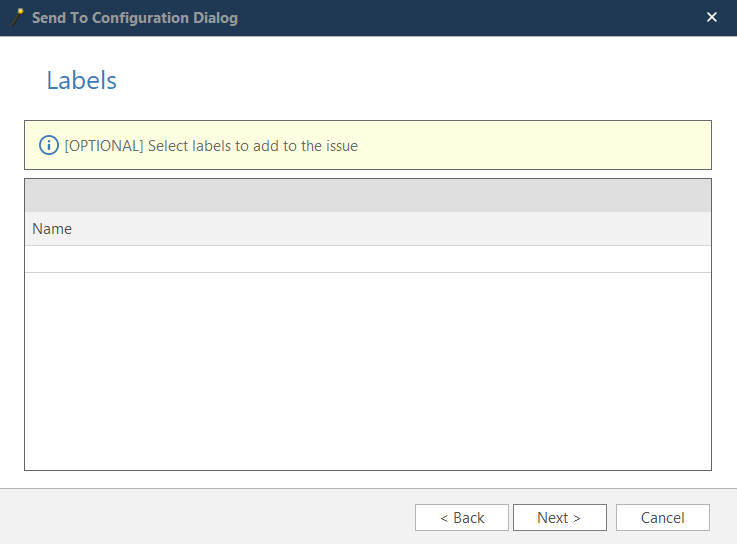 Send To Configuration Dialog
Labels
[OPTIONAL] Select labels to add to the issue
Name
< Back Next > Cancel